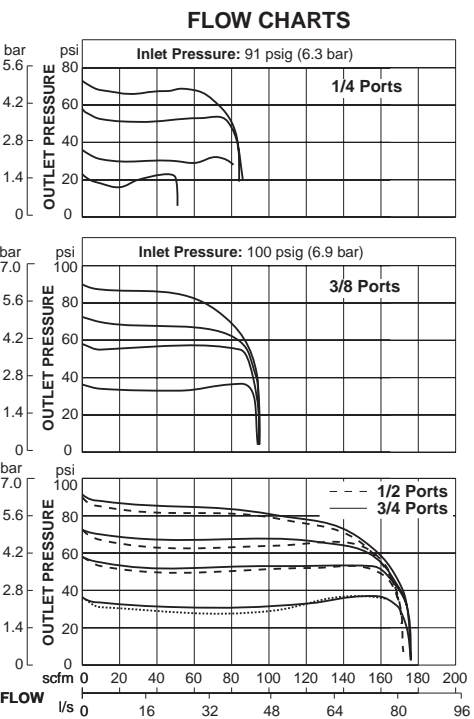 FLOW CHARTS
bar psi Inlet Pressure: 91 psig (6.3 bar)
5.6 80
1/4 Ports
4.2 60
2.8 40
1.4 20
0 0
OUTLET PRESSURE
bar psi Inlet Pressure: 100 psig (6.9 bar)
7.0 100
3/8 Ports
5.6 80
4.2 60
2.8 40
1.4 20
0 0
OUTLET PRESSURE
bar psi
7.0 100
1/2 Ports
3/4 Ports
5.6 80
4.2 60
2.8 40
1.4 20
0 0
OUTLET PRESSURE
scfm 0 20 40 60 80 100 120 140 160 180 200
FLOW
l/s 0 16 32 48 64 80 96